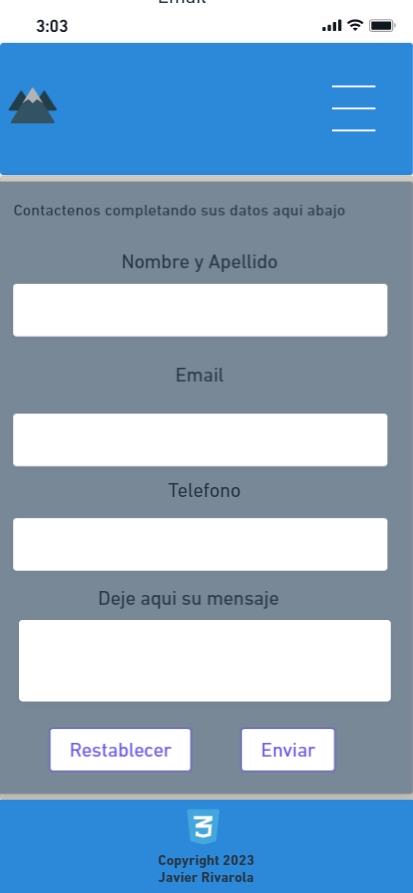 Email
3:03
Contactenos completando sus datos aqui abajo
Nombre y Apellido
Email
Telefono
Deje aqui su mensaje
Restablecer
Enviar
3
Copyright 2023
Javier Rivarola